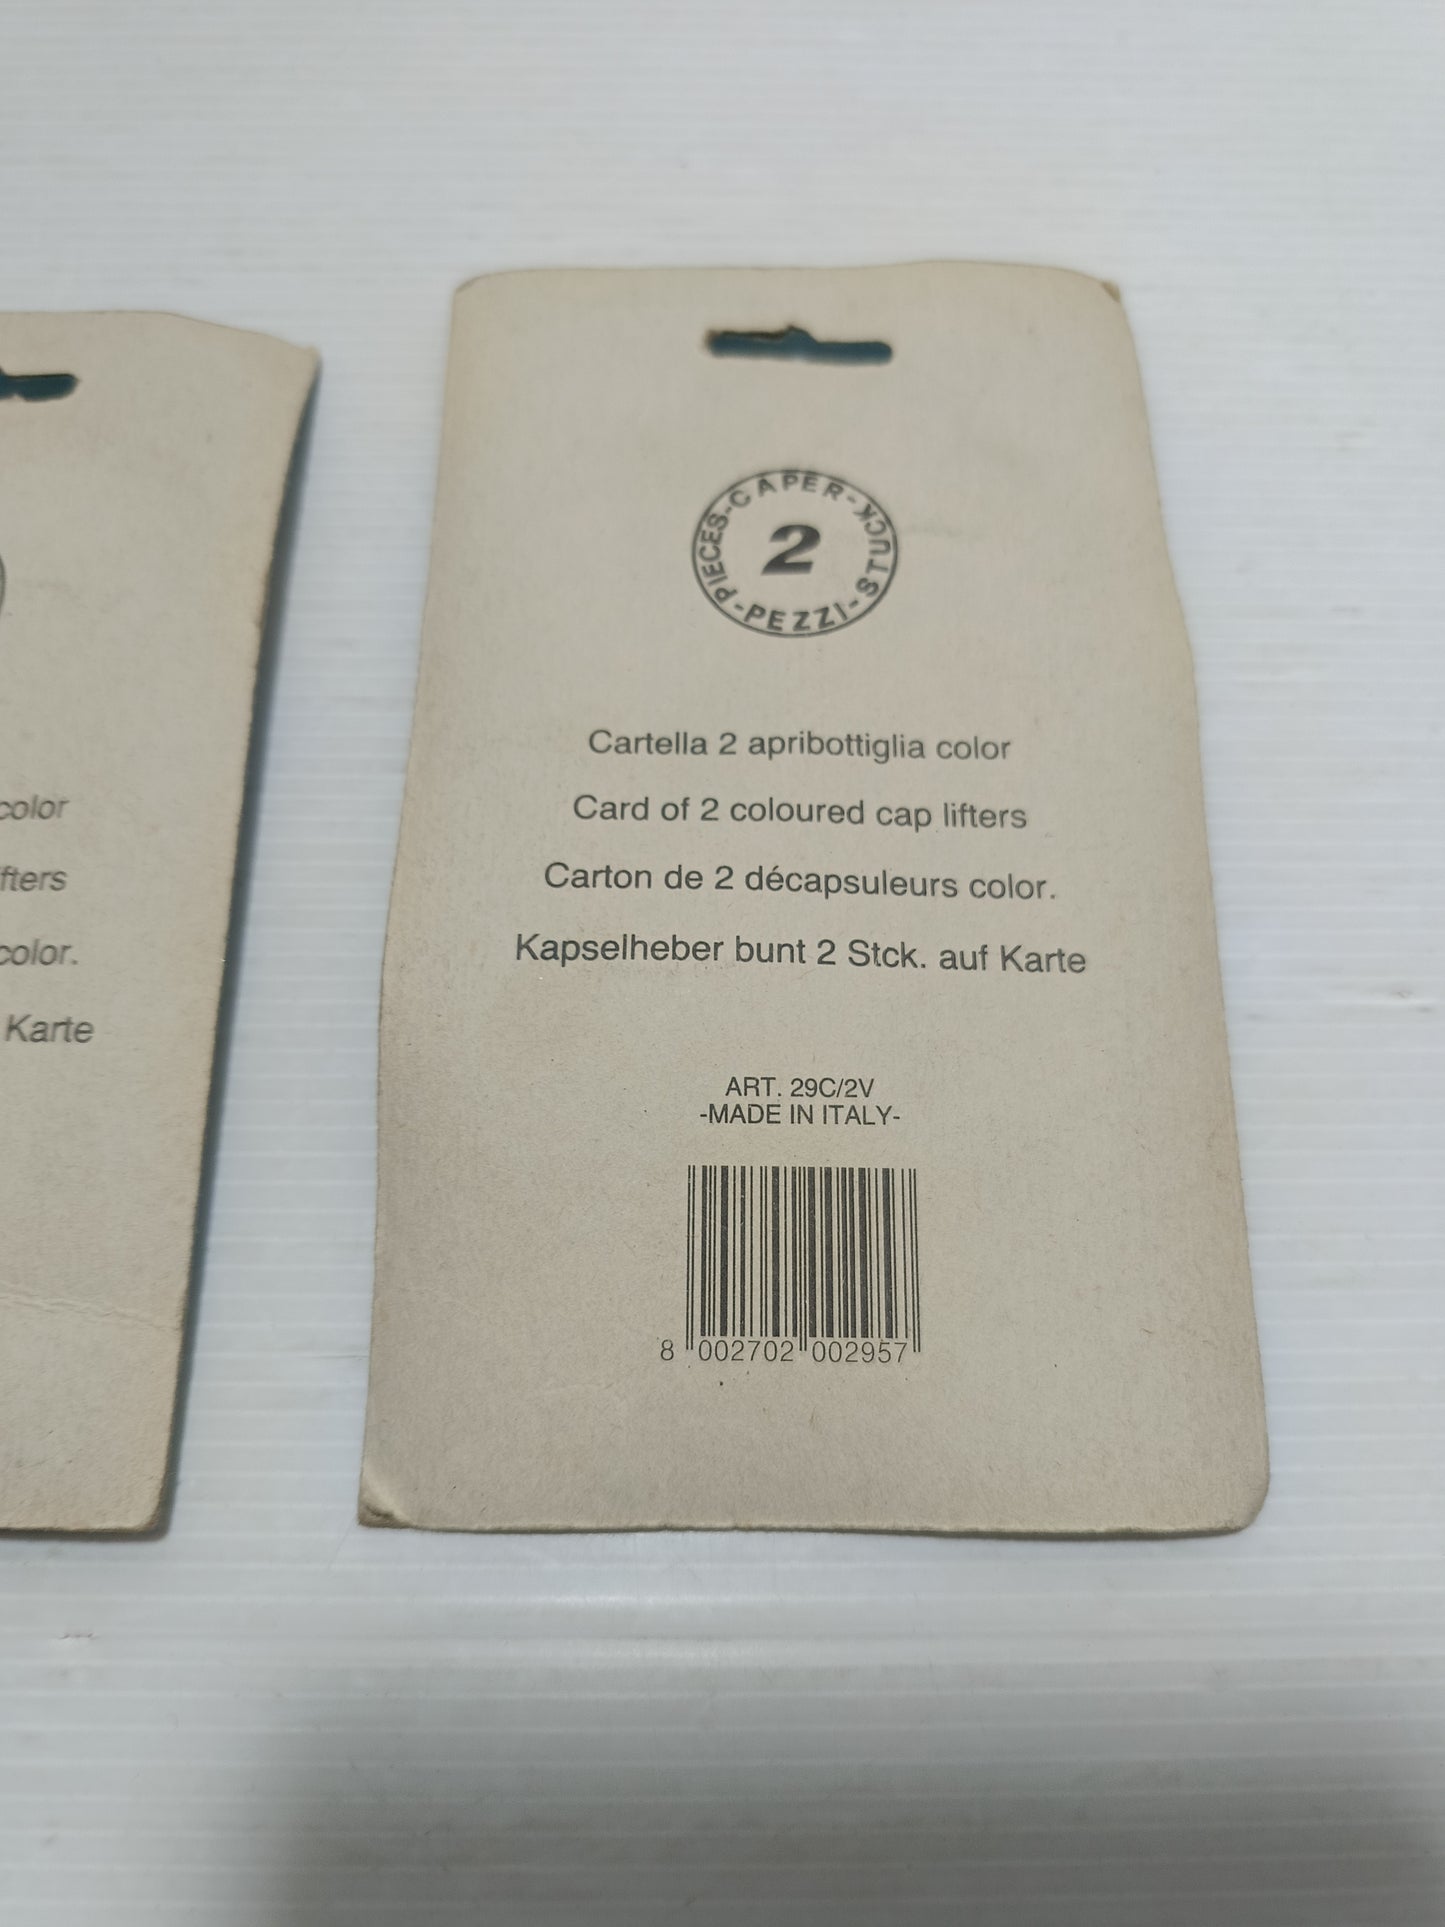 color
fters
color.
Karte
PIECES-CAPER-STUCK-PEZZI-
2
Cartella 2 apribottiglia color
Card of 2 coloured cap lifters
Carton de 2 décapsuleurs color.
Kapselheber bunt 2 Stck. auf Karte
ART. 29C/2V
-MADE IN ITALY-
8 002702 002957